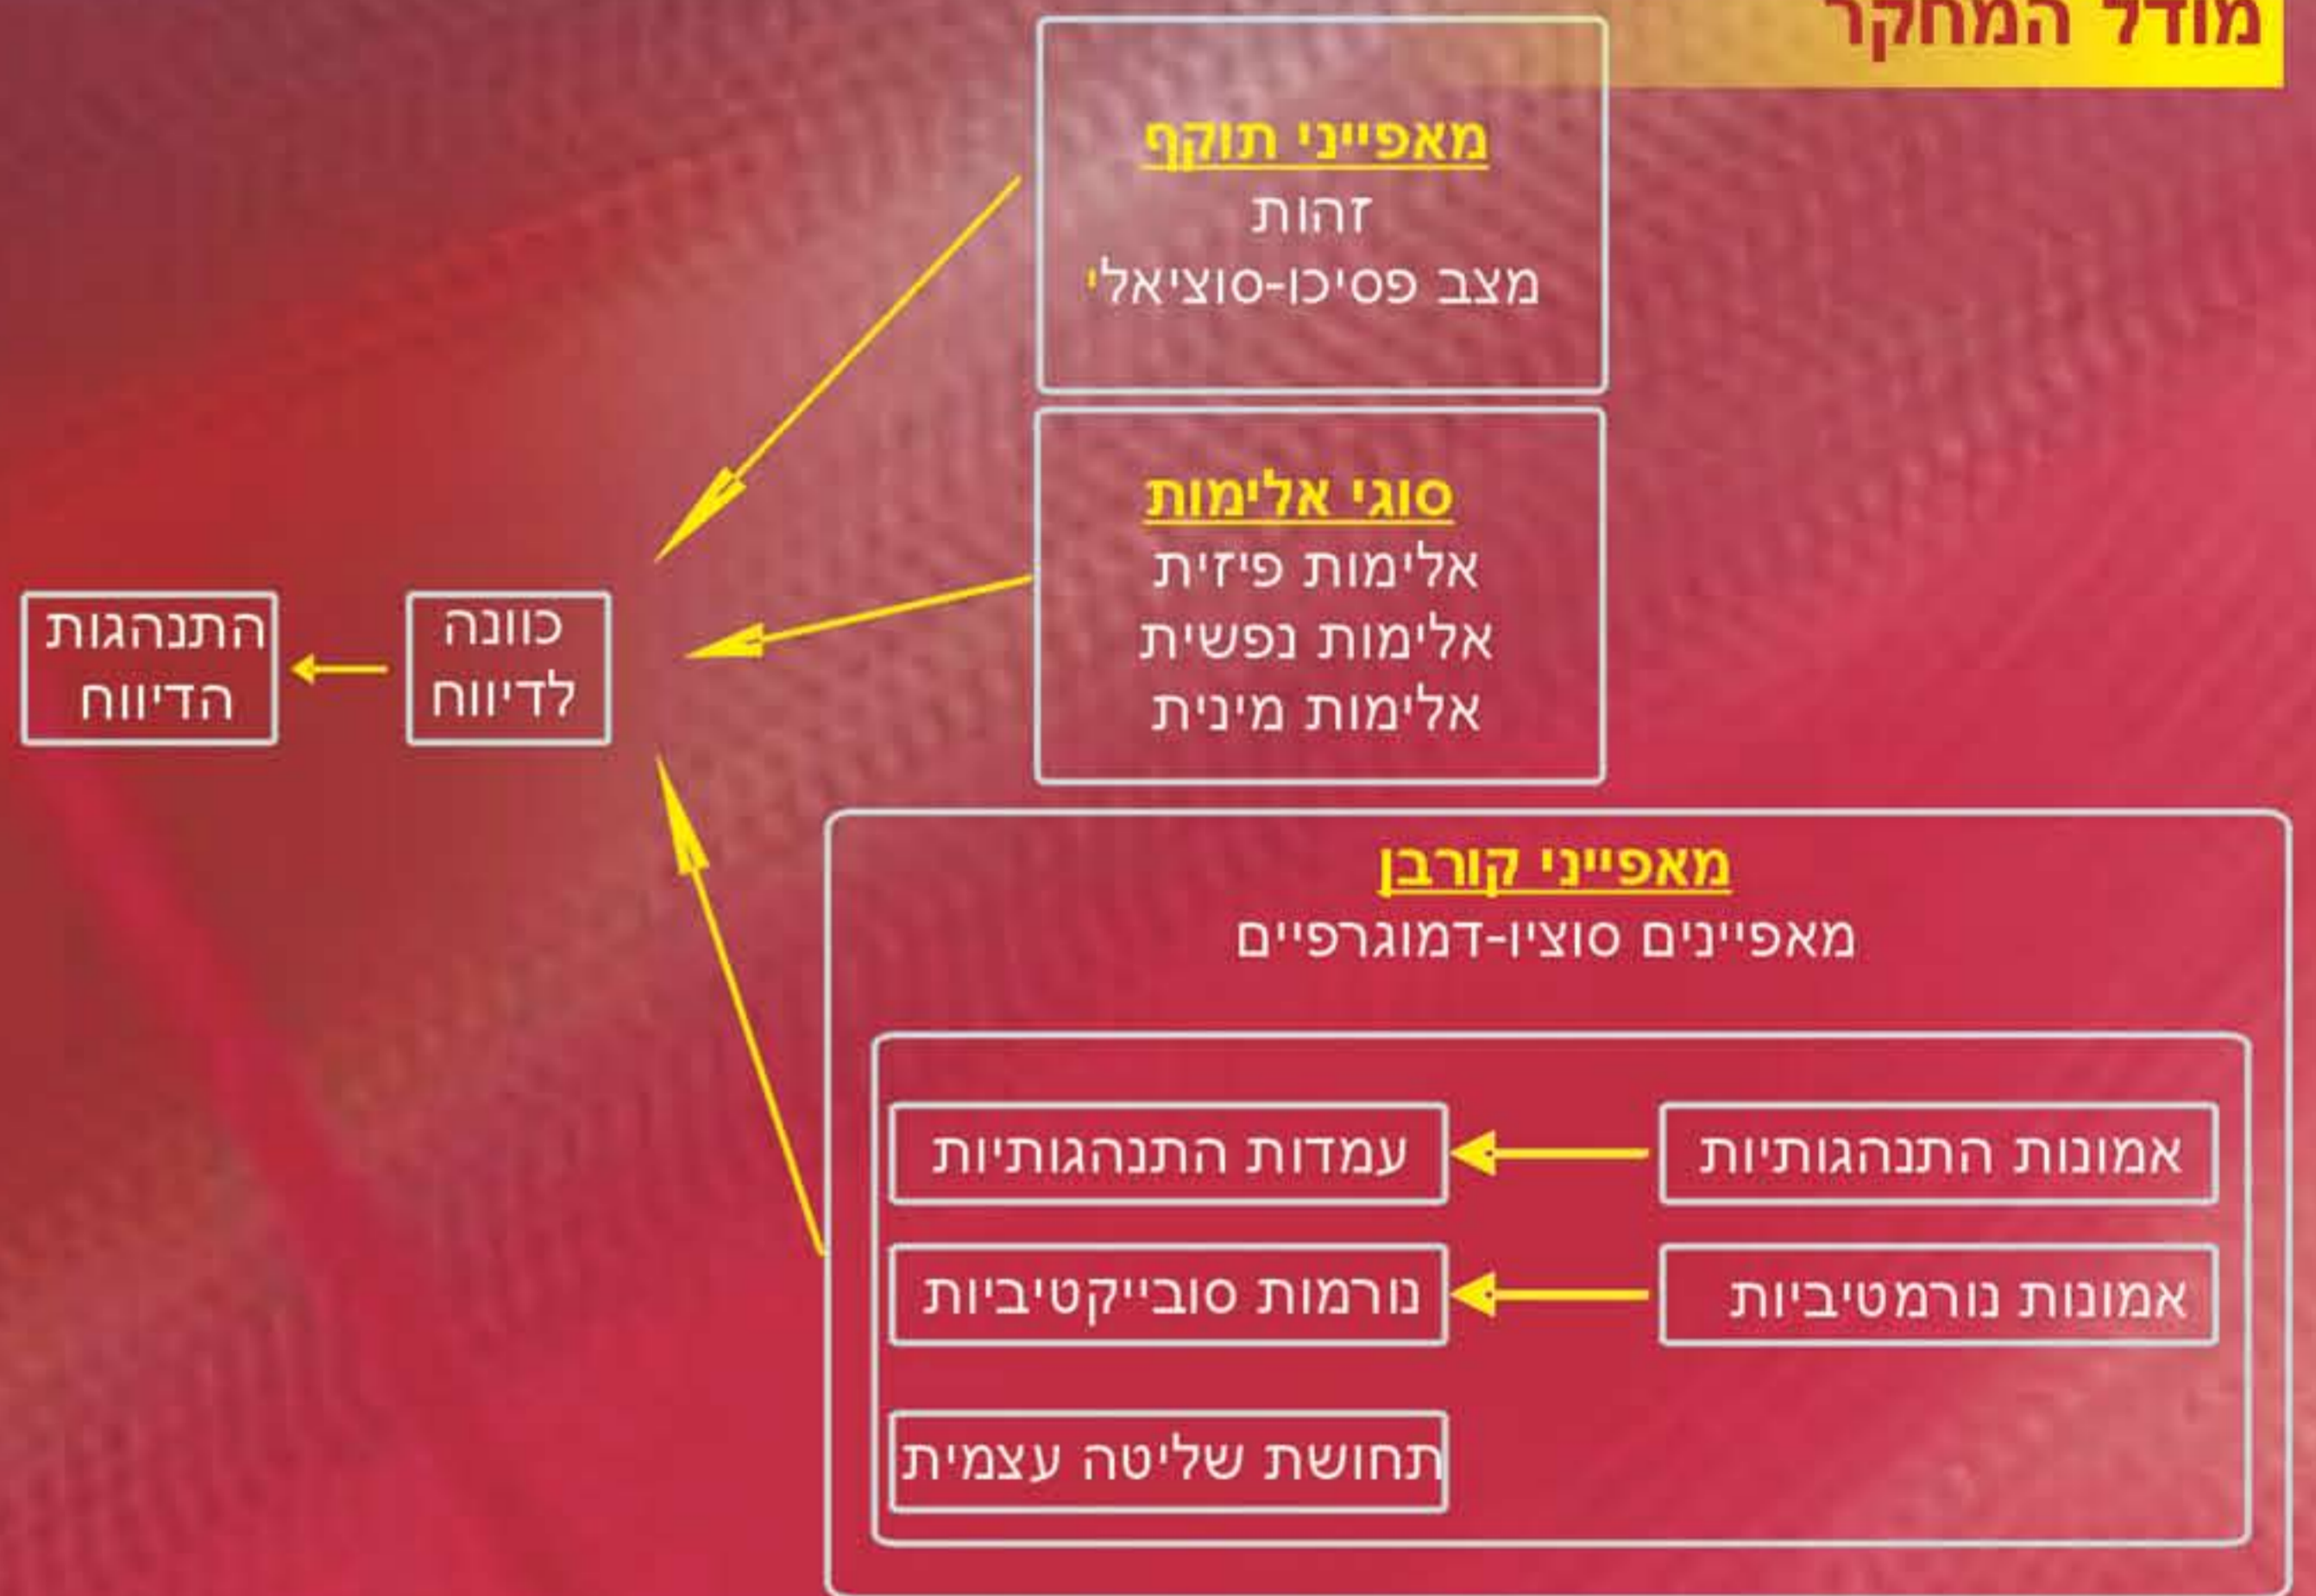 מודל המחקר
מאפייני תוקף
זהות
מצב פסיכו-סוציאלי
סוגי אלימות
אלימות פיזית
אלימות נפשית
אלימות מינית
כוונה
לדיווח
התנהגות
הדיווח
מאפייני קורבן
מאפיינים סוציו-דמוגרפיים
אמונות התנהגותיות
עמדות התנהגותיות
אמונות נורמטיביות
נורמות סובייקטיביות
תחושת שליטה עצמית